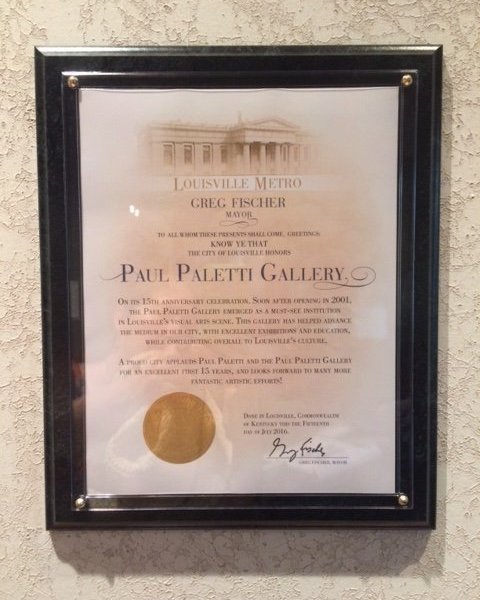 LOUISVILLE METRO
GREG FISCHER
MAYOR
TO ALL WHOM THESE PRESENTS SHALL COME, GREETINGS:
KNOW YE THAT
THE CITY OF LOUISVILLE HONORS
PAUL PALETTI GALLERY,
ON ITS 15TH ANNIVERSARY CELEBRATION. SOON AFTER OPENING IN 2001,
THE PAUL PALETTI GALLERY EMERGED AS A MUST-SEE INSTITUTION
IN LOUISVILLE'S VISUAL ARTS SCENE. THIS GALLERY HAS HELPED ADVANCE
THE MEDIUM IN OUR CITY, WITH EXCELLENT EXHIBITIONS AND EDUCATION,
WHILE CONTRIBUTING OVERALL TO LOUISVILLE'S CULTURE.
A PROUD CITY APPLAUDS PAUL PALETTI AND THE PAUL PALETTI GALLERY
FOR AN EXCELLENT FIRST 15 YEARS, AND LOOKS FORWARD TO MANY MORE
FANTASTIC ARTISTIC EFFORTS!
DONE IN LOUISVILLE, COMMONWEALTH
OF KENTUCKY THIS THE FIFTEENTH
DAY OF JULY 2016.
Greg Fischer
GREG FISCHER, MAYOR